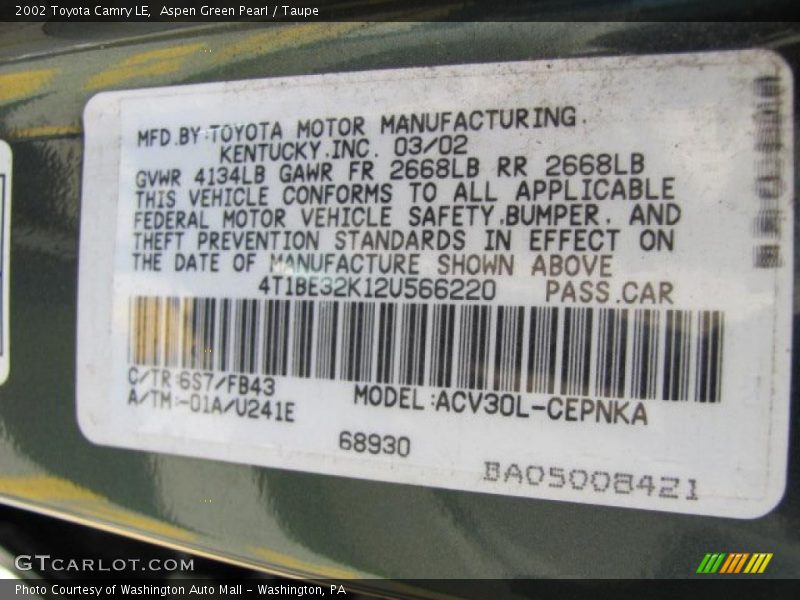 2002 Toyota Camry LE, Aspen Green Pearl / Taupe
MFD.BY:TOYOTA MOTOR MANUFACTURING.
KENTUCKY.INC. 03/02
GVWR 4134LB GAWR FR 2668LB RR 2668LB
THIS VEHICLE CONFORMS TO ALL APPLICABLE
FEDERAL MOTOR VEHICLE SAFETY.BUMPER. AND
THEFT PREVENTION STANDARDS IN EFFECT ON
THE DATE OF MANUFACTURE SHOWN ABOVE
4T1BE32K12U566220 PASS.CAR
C/TR:6S7/FB43
A/TM:-01A/U241E
MODEL:ACV30L-CEPNKA
68930
BA05008421
GTCARLOT.COM
Photo Courtesy of Washington Auto Mall - Washington, PA